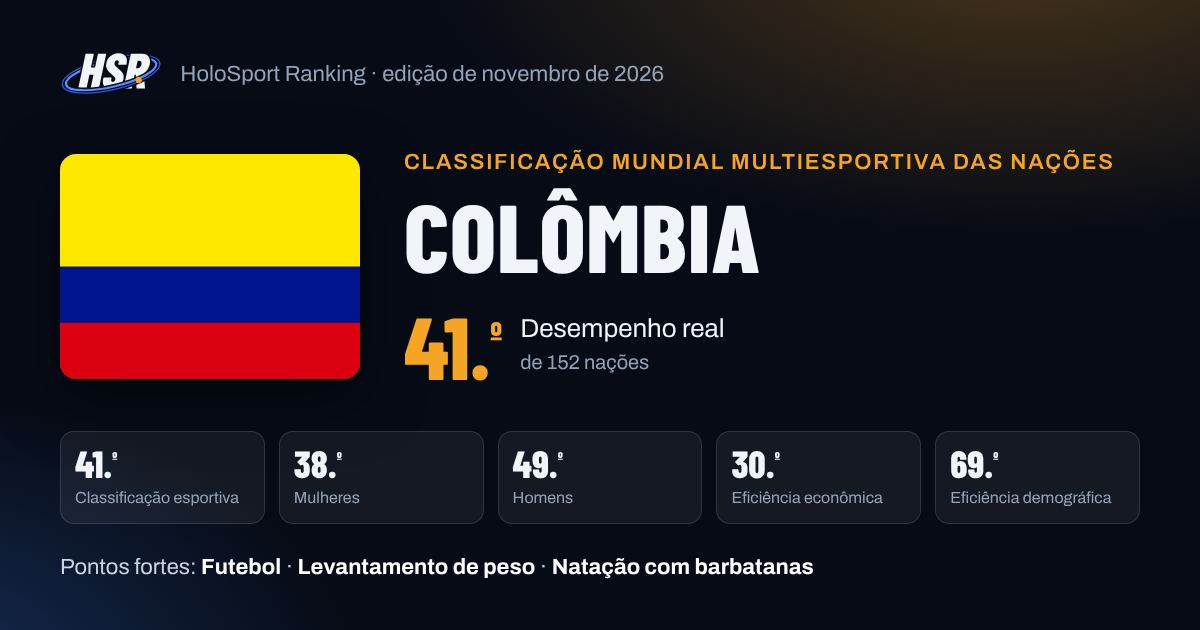 HSR
HoloSport Ranking · edição de novembro de 2026
CLASSIFICAÇÃO MUNDIAL MULTIESPORTIVA DAS NAÇÕES
COLÔMBIA
41.º Desempenho real
de 152 nações
41.º
Classificação esportiva
38.º
Mulheres
49.º
Homens
30.º
Eficiência econômica
69.º
Eficiência demográfica
Pontos fortes: Futebol · Levantamento de peso · Natação com barbatanas